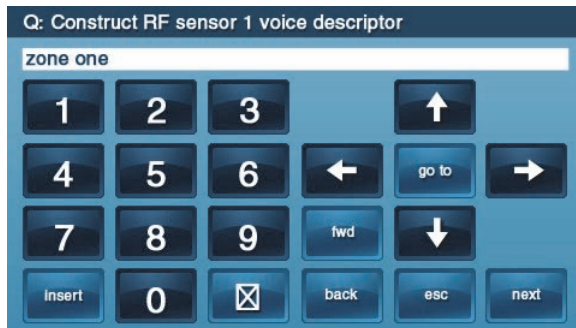 Q: Construct RF sensor 1 voice descriptor
zone one
1 2 3
4 5 6 go to
7 8 9 fwd
insert 0 back esc next